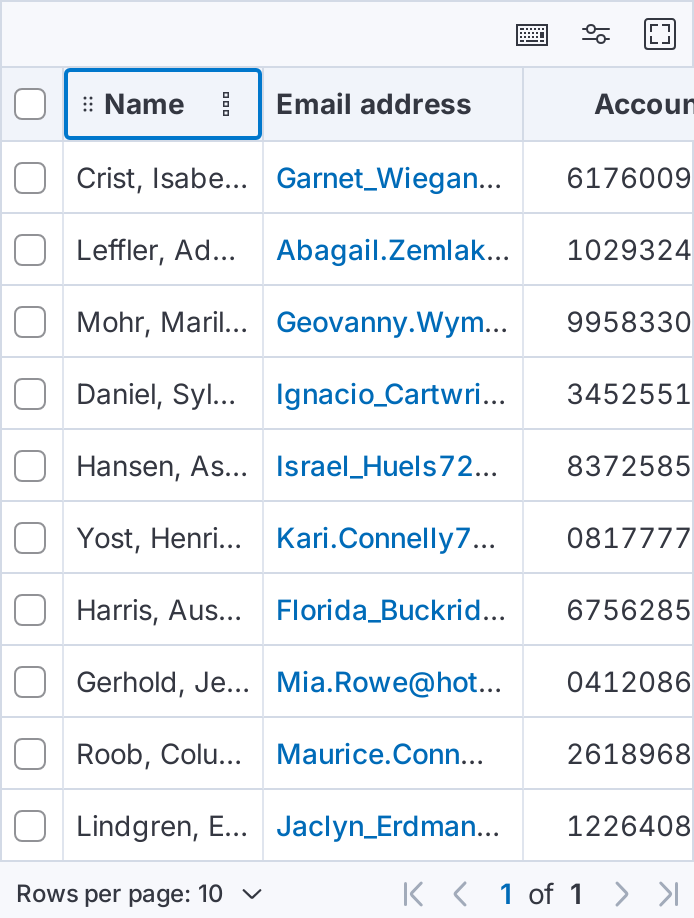 Name Email address Accoun
Crist, Isabe... Garnet_Wiegan... 6176009
Leffler, Ad... Abagail.Zemlak... 1029324
Mohr, Maril... Geovanny.Wym... 9958330
Daniel, Syl... Ignacio_Cartwri... 3452551
Hansen, As... Israel_Huels72... 8372585
Yost, Henri... Kari.Connelly7... 0817777
Harris, Aus... Florida_Buckrid... 6756285
Gerhold, Je... Mia.Rowe@hot... 0412086
Roob, Colu... Maurice.Conn... 2618968
Lindgren, E... Jaclyn_Erdman... 1226408
Rows per page: 10 1 of 1